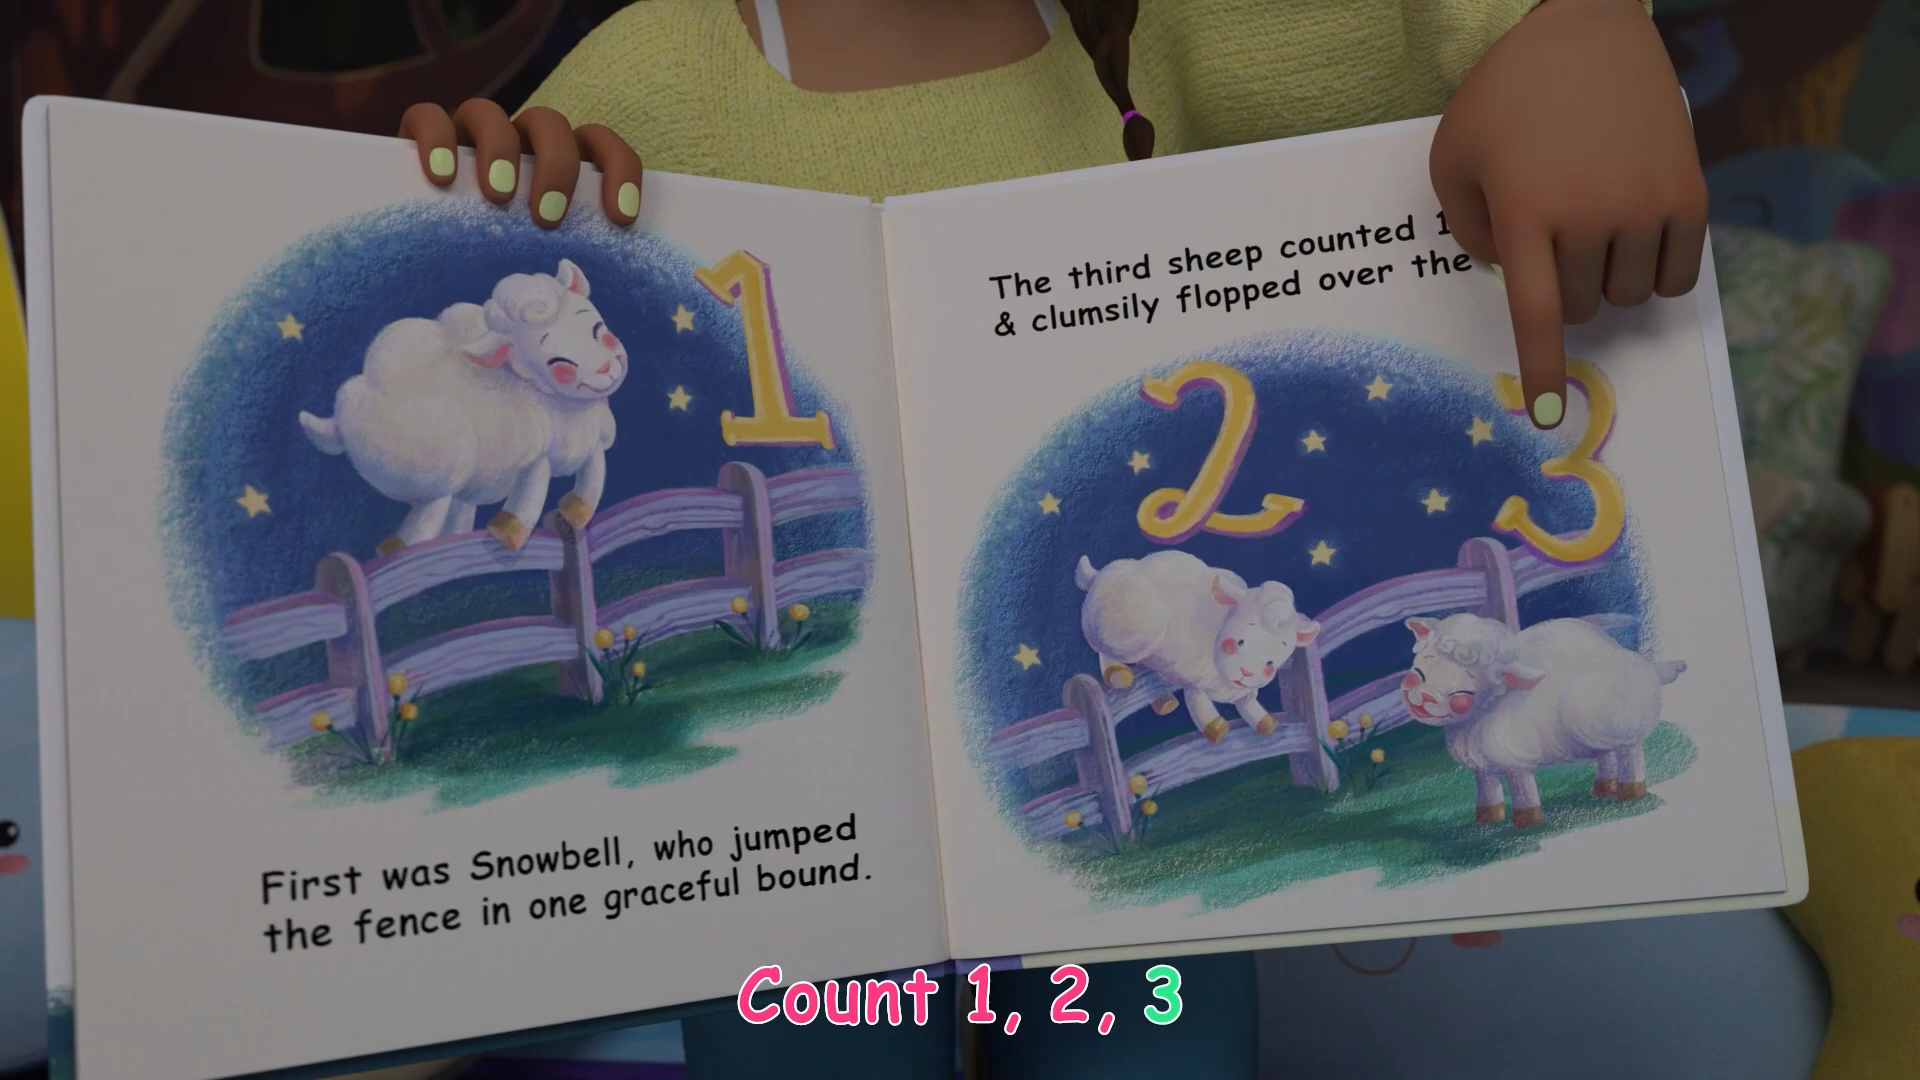 1
First was Snowbell, who jumped
the fence in one graceful bound.
The third sheep counted 1
& clumsily flopped over the
2 3
Count 1, 2, 3